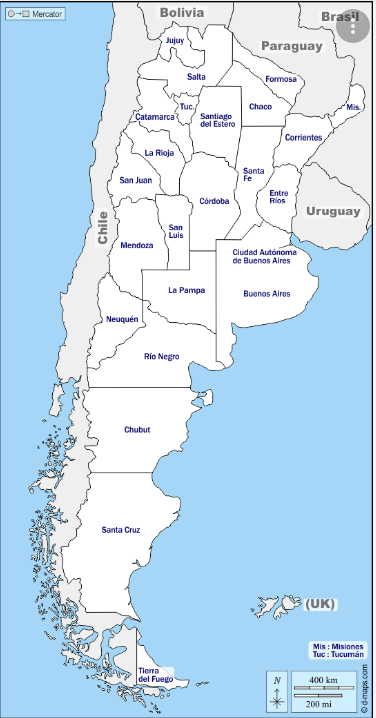 Mercator
Bolivia
Brasil
Paraguay
Jujuy
Salta
Formosa
Chaco
Mis.
Tuc.
Catamarca
Santiago
del Estero
Corrientes
La Rioja
Santa
Fe
San Juan
Córdoba
Entre
Ríos
Uruguay
Chile
San
Luis
Mendoza
Ciudad Autónoma
de Buenos Aires
La Pampa
Buenos Aires
Neuquén
Río Negro
Chubut
Santa Cruz
(UK)
Mis : Misiones
Tuc : Tucumán
Tierra
del Fuego
N
400 km
200 mi
© d-maps.com